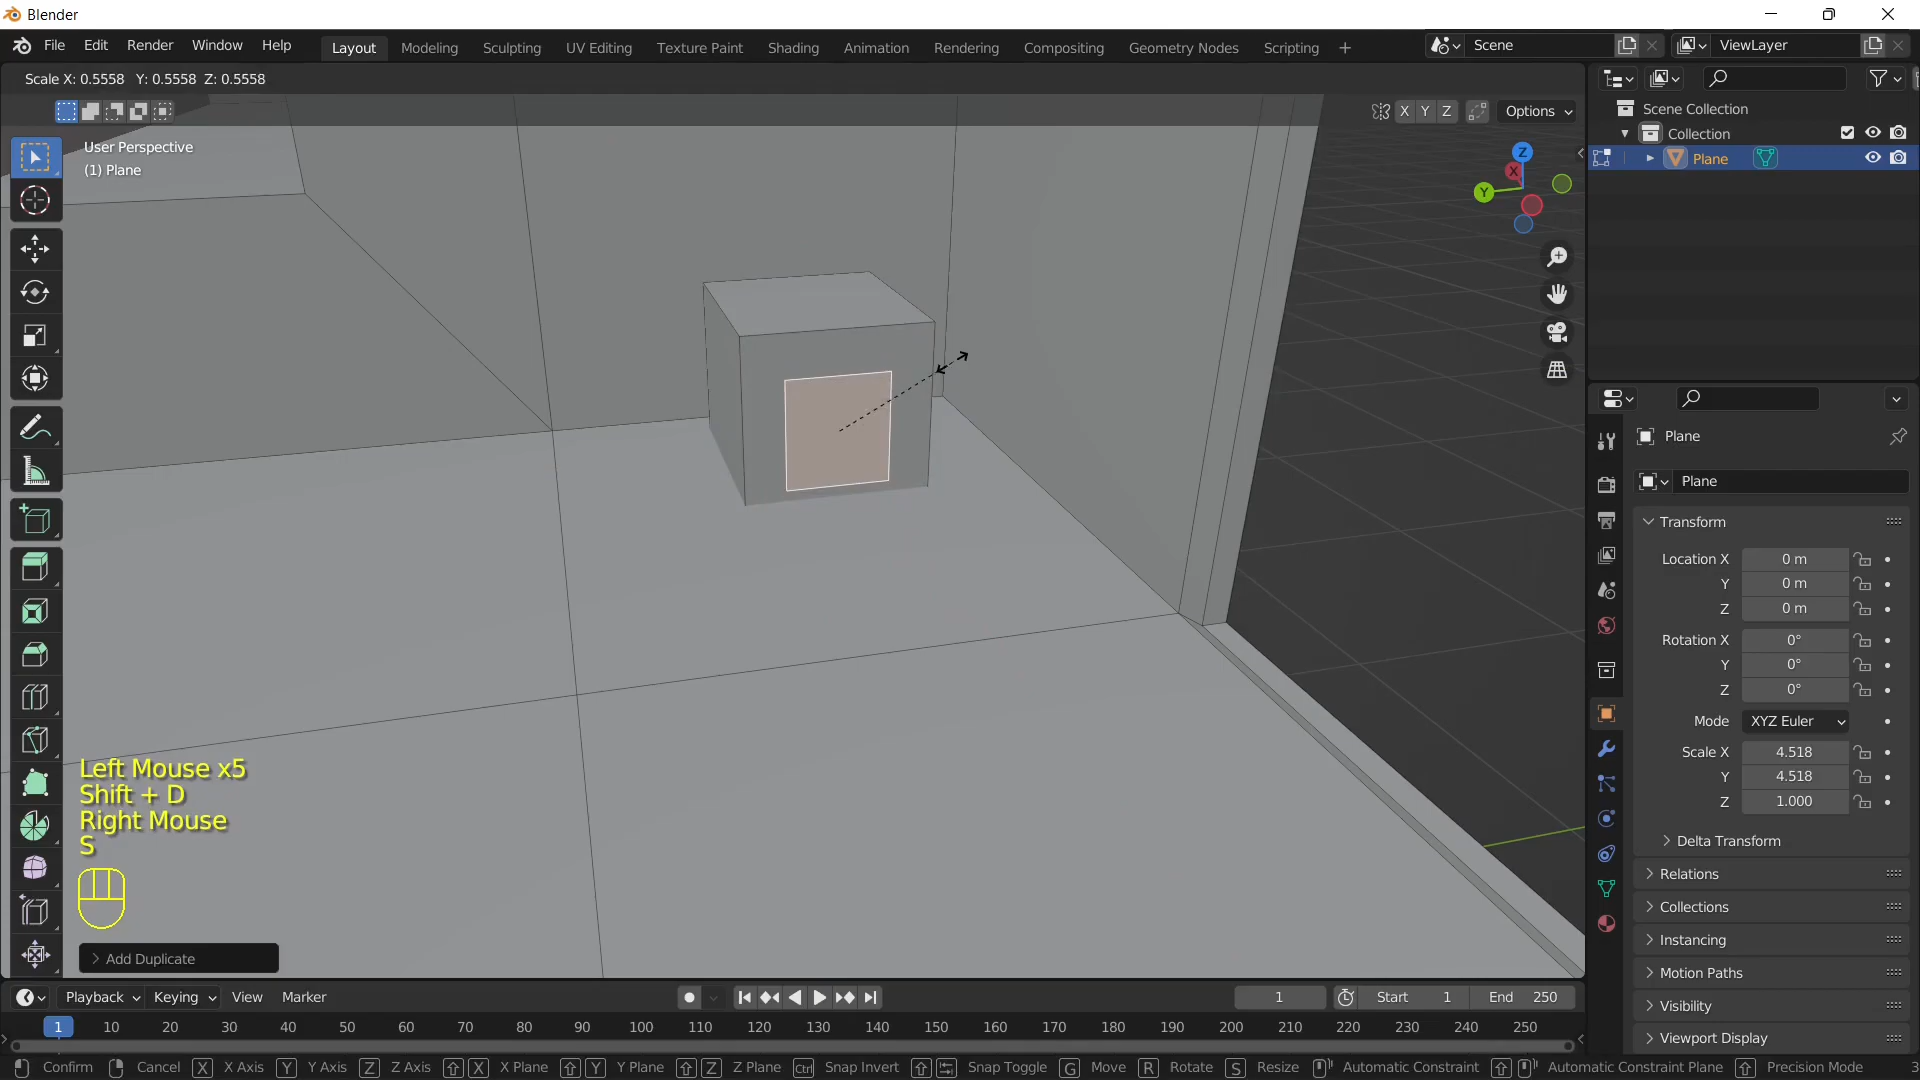 Blender
File Edit Render Window Help
Layout Modeling Sculpting UV Editing Texture Paint Shading Animation Rendering Compositing Geometry Nodes Scripting +
Scene
ViewLayer
Scale X: 0.5558 Y: 0.5558 Z: 0.5558
X Y Z
Options
User Perspective
(1) Plane
Z
X
Y
Scene Collection
Collection
Plane
Plane
Plane
Transform
Location X 0 m
Y 0 m
Z 0 m
Rotation X 0°
Y 0°
Z 0°
Mode XYZ Euler
Scale X 4.518
Y 4.518
Z 1.000
Delta Transform
Relations
Collections
Instancing
Motion Paths
Visibility
Viewport Display
Left Mouse x5
Shift + D
Right Mouse
S
Add Duplicate
Playback Keying View Marker
1
Start 1
End 250
1 10 20 30 40 50 60 70 80 90 100 110 120 130 140 150 160 170 180 190 200 210 220 230 240 250
Confirm Cancel X X Axis Y Y Axis Z Z Axis X X Plane Y Y Plane Z Z Plane Ctrl Snap Invert Snap Toggle G Move R Rotate S Resize Automatic Constraint Automatic Constraint Plane Precision Mode